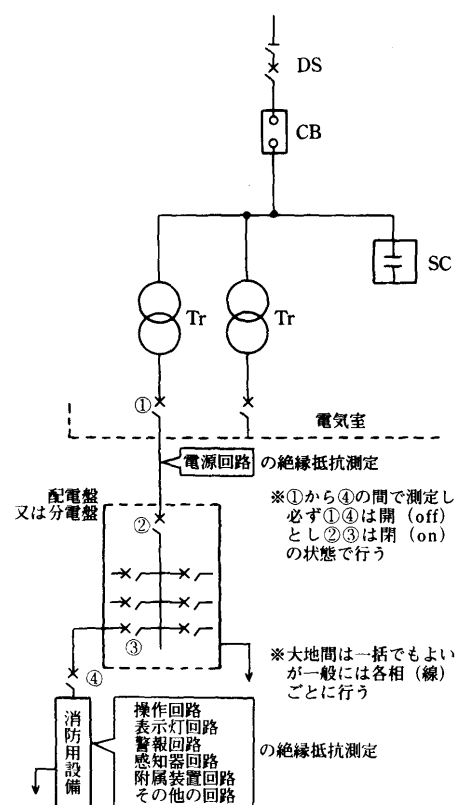 DS
CB
SC
Tr
Tr
①
電気室
電源回路 の絶縁抵抗測定
配電盤
又は分電盤
②
※①から④の間で測定し
必ず①④は開（off）
とし②③は閉（on）
の状態で行う
③
④
※大地間は一括でもよい
が一般には各相（線）
ごとに行う
消防用設備
操作回路
表示灯回路
警報回路
感知器回路
附属装置回路
その他の回路
の絶縁抵抗測定